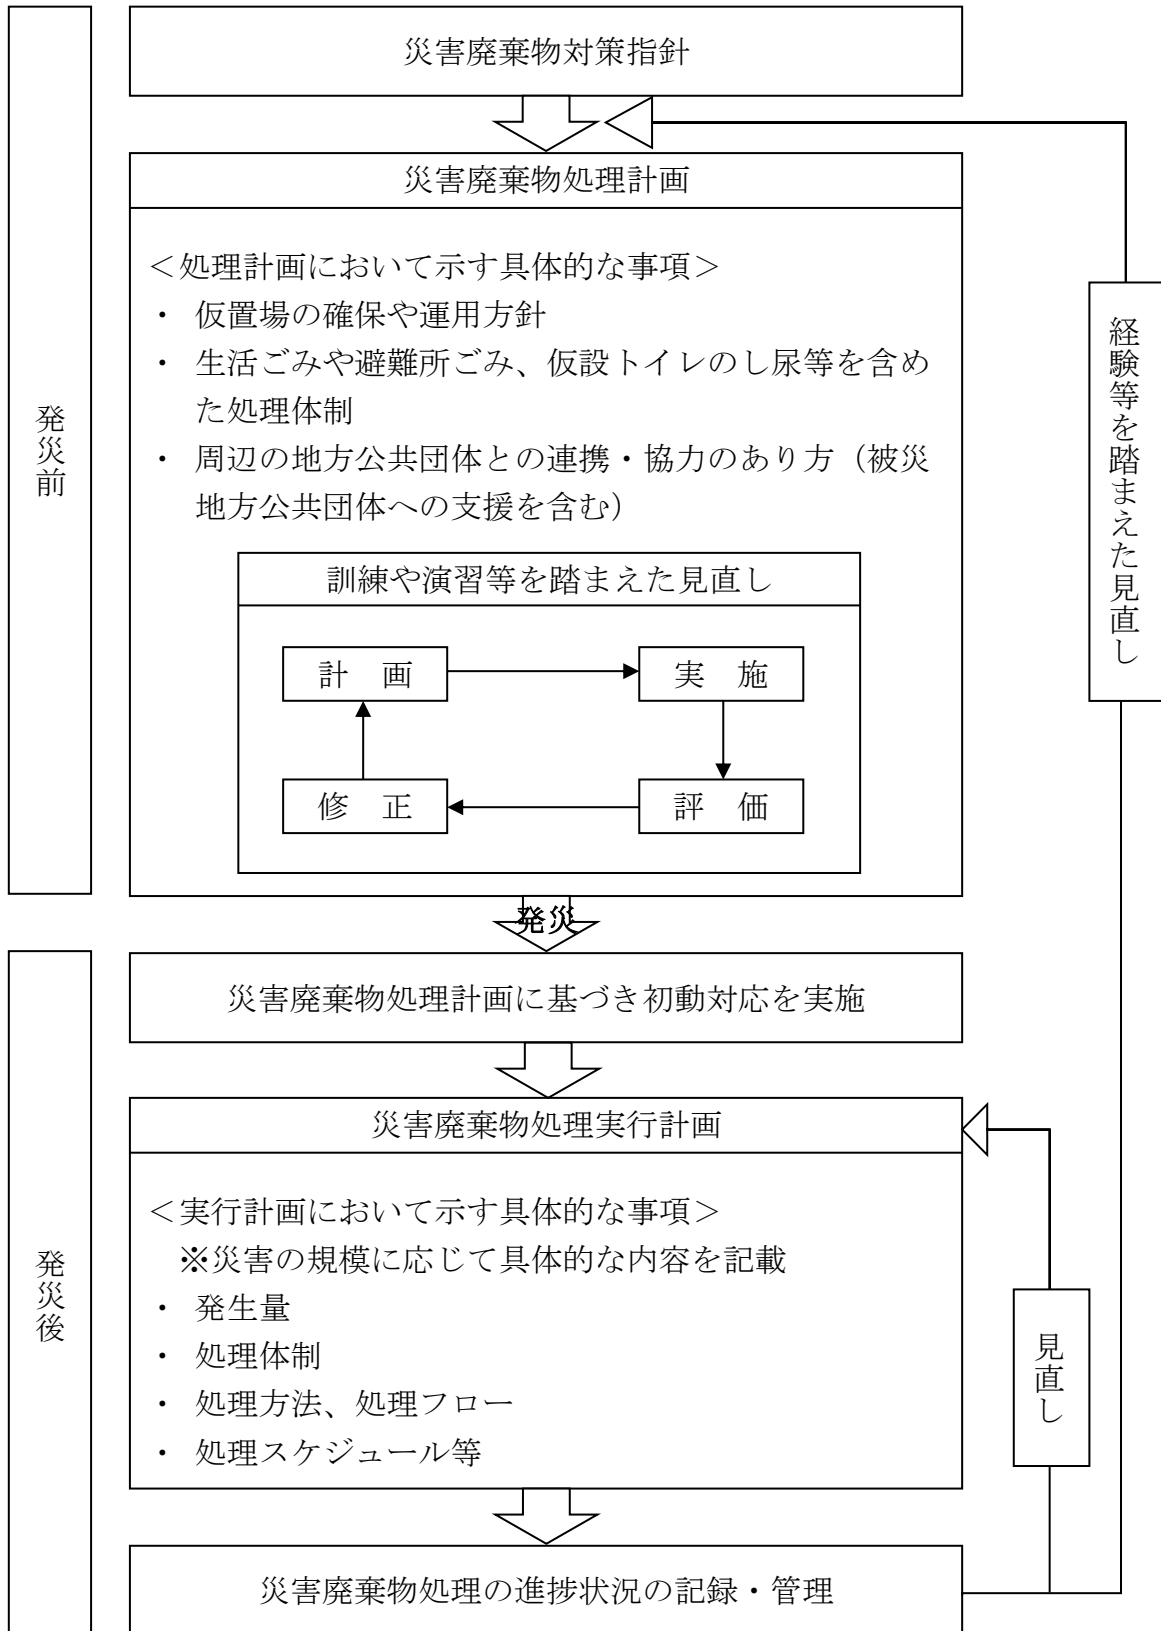 災害廃棄物対策指針
発災前
災害廃棄物処理計画
＜処理計画において示す具体的な事項＞
・ 仮置場の確保や運用方針
・ 生活ごみや避難所ごみ、仮設トイレのし尿等を含め
た処理体制
・ 周辺の地方公共団体との連携・協力のあり方（被災
地方公共団体への支援を含む）
訓練や演習等を踏まえた見直し
計　画
実　施
修　正
評　価
経験等を踏まえた見直し
発災
発災後
災害廃棄物処理計画に基づき初動対応を実施
災害廃棄物処理実行計画
＜実行計画において示す具体的な事項＞
※災害の規模に応じて具体的な内容を記載
・ 発生量
・ 処理体制
・ 処理方法、処理フロー
・ 処理スケジュール等
見直し
災害廃棄物処理の進捗状況の記録・管理